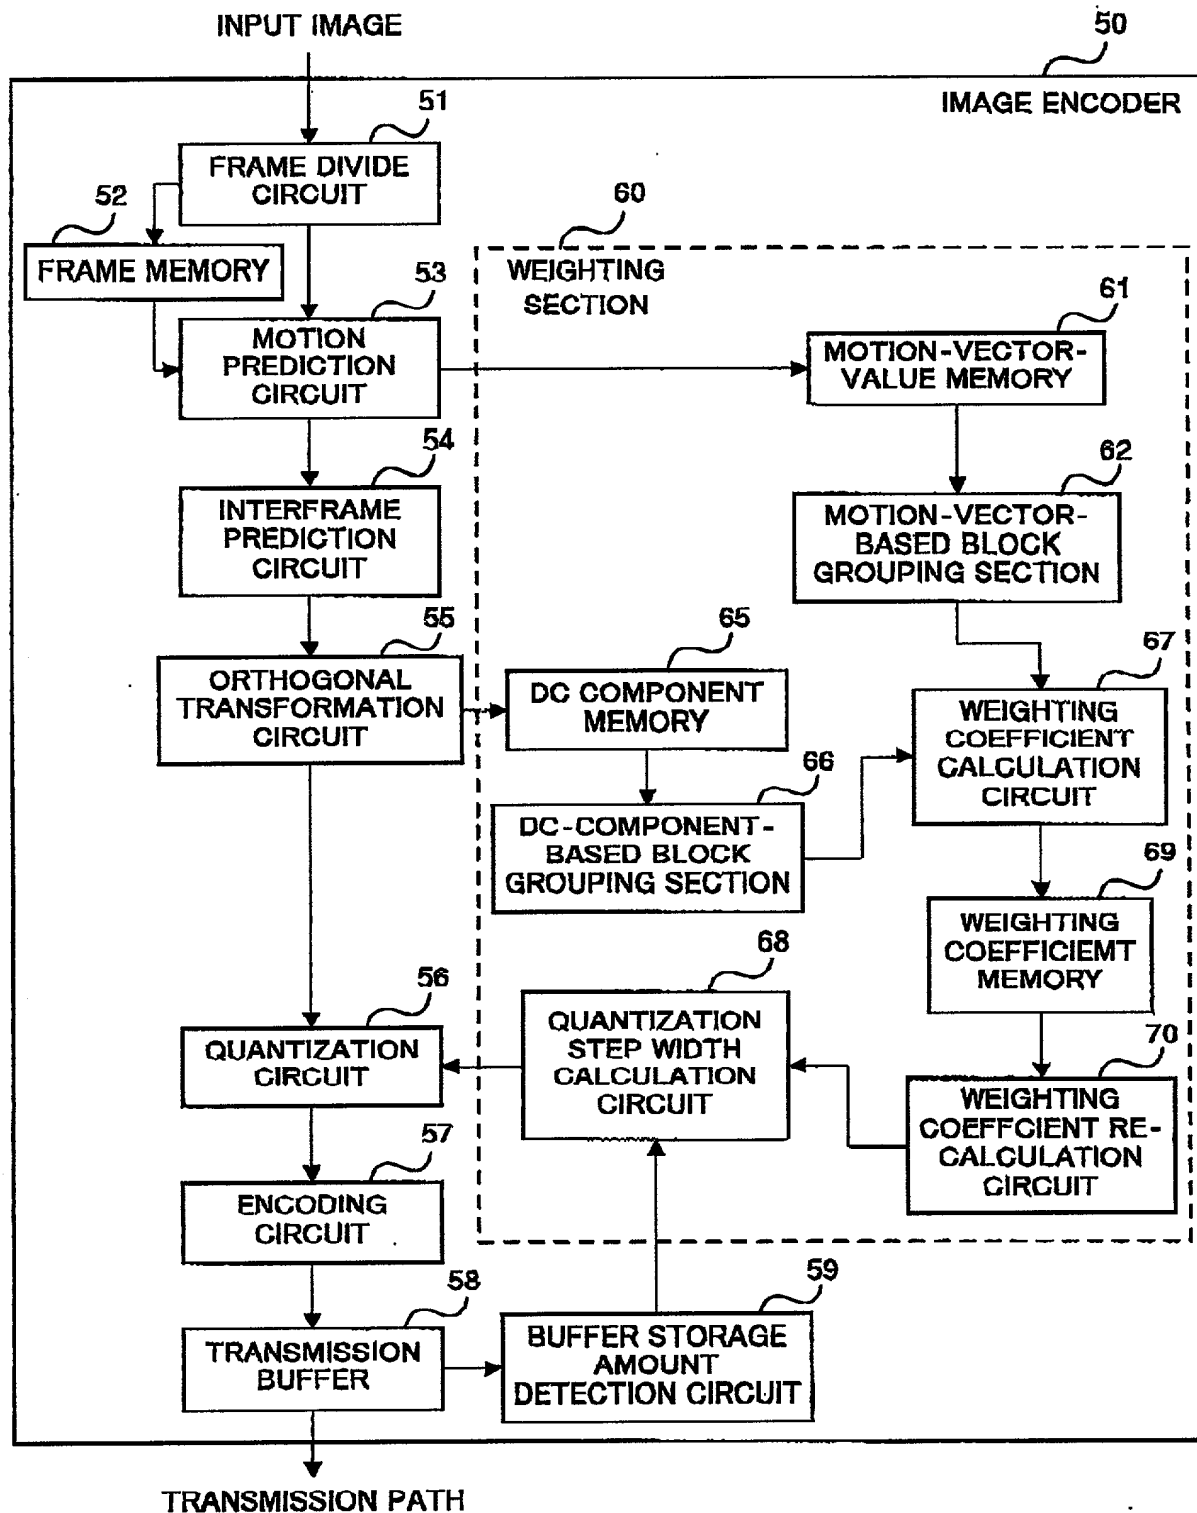 INPUT IMAGE
50
IMAGE ENCODER
51
FRAME DIVIDE
CIRCUIT
52
FRAME MEMORY
53
MOTION
PREDICTION
CIRCUIT
60
WEIGHTING
SECTION
61
MOTION-VECTOR-
VALUE MEMORY
54
INTERFRAME
PREDICTION
CIRCUIT
62
MOTION-VECTOR-
BASED BLOCK
GROUPING SECTION
55
ORTHOGONAL
TRANSFORMATION
CIRCUIT
65
DC COMPONENT
MEMORY
67
WEIGHTING
COEFFICIENT
CALCULATION
CIRCUIT
66
DC-COMPONENT-
BASED BLOCK
GROUPING SECTION
69
WEIGHTING
COEFFICIEMT
MEMORY
68
QUANTIZATION
STEP WIDTH
CALCULATION
CIRCUIT
56
QUANTIZATION
CIRCUIT
70
WEIGHTING
COEFFCIENT RE-
CALCULATION
CIRCUIT
57
ENCODING
CIRCUIT
58
TRANSMISSION
BUFFER
59
BUFFER STORAGE
AMOUNT
DETECTION CIRCUIT
TRANSMISSION PATH